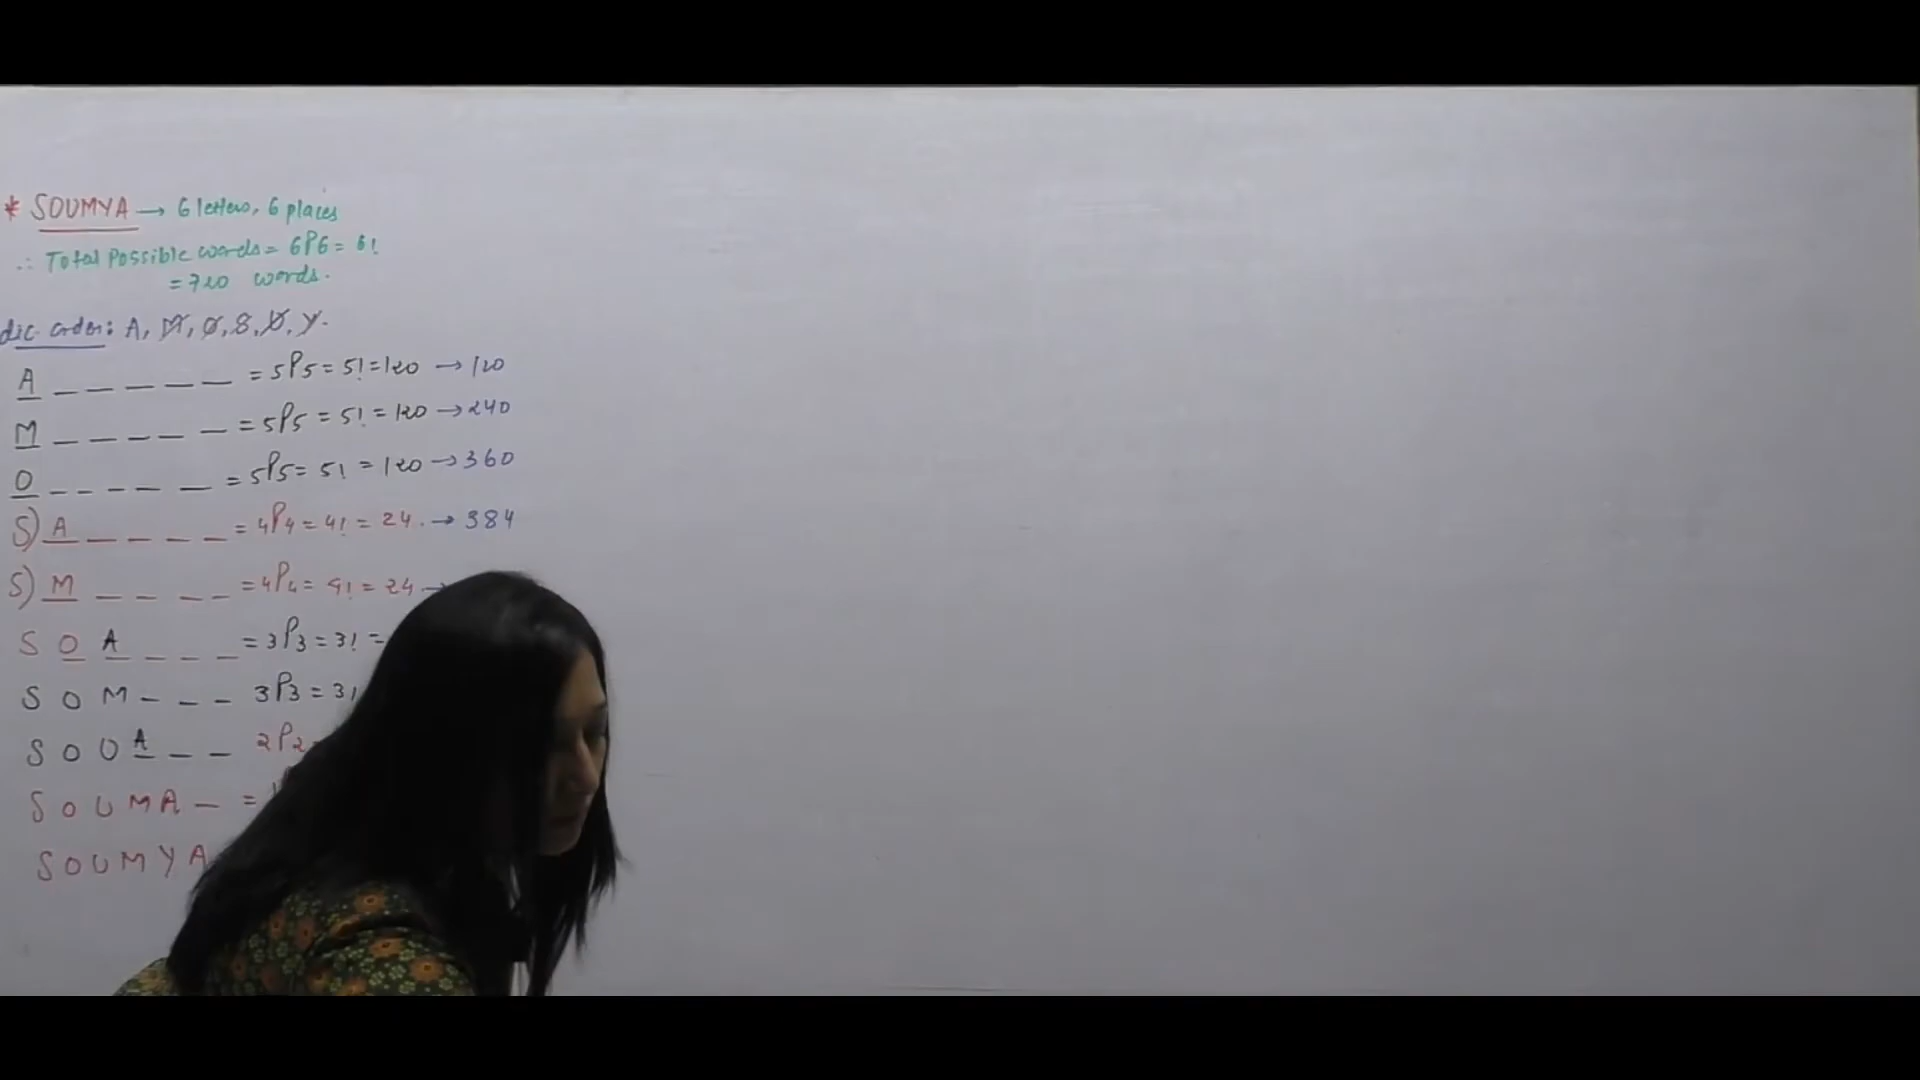 * SOUMYA → 6 letters, 6 places
∴ Total Possible words = 6P6 = 6!
= 720 words.
dic order: A, M, O, S, U, Y.
A _ _ _ _ _ = 5P5 = 5! = 120 → 120
M _ _ _ _ _ = 5P5 = 5! = 120 → 240
O _ _ _ _ _ = 5P5 = 5! = 120 → 360
S) A _ _ _ _ = 4P4 = 4! = 24. → 384
S) M _ _ _ _ = 4P4 = 4! = 24 →
S O A _ _ _ = 3P3 = 3! =
S O M _ _ _ 3P3 = 3!
S O U A _ _ 2P2
S O U M A _ =
S O U M Y A